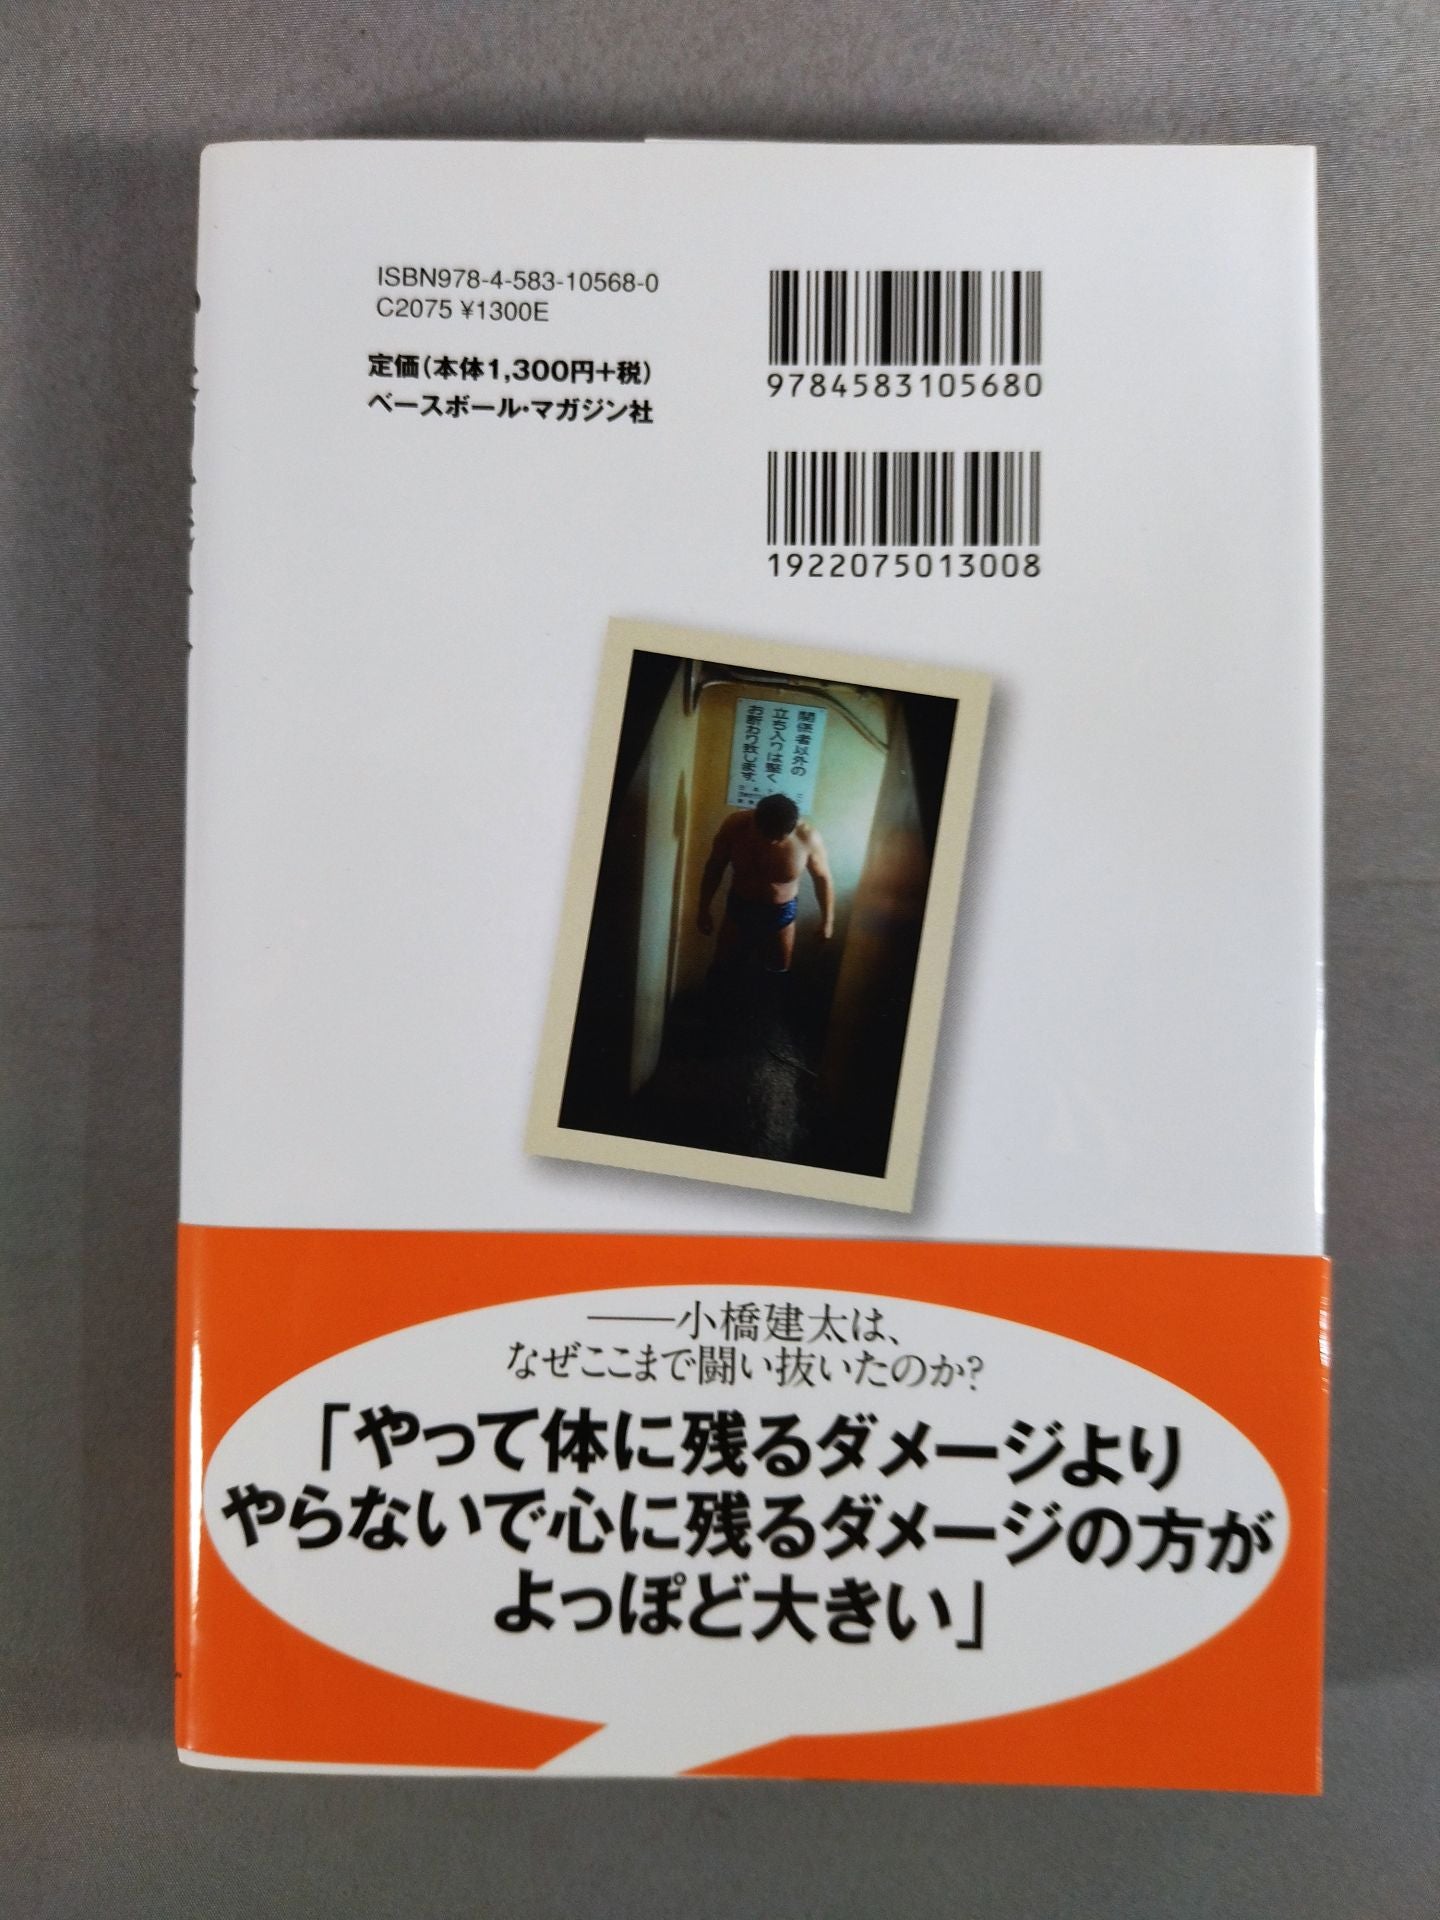 ISBN978-4-583-10568-0
C2075 ¥1300E
定価(本体1,300円+税)
ベースボール・マガジン社
9784583105680
1922075013008
関係者以外の
立ち入りは堅く
お断わり致します。
――小橋建太は、
なぜここまで闘い抜いたのか?
「やって体に残るダメージより
やらないで心に残るダメージの方が
よっぽど大きい」